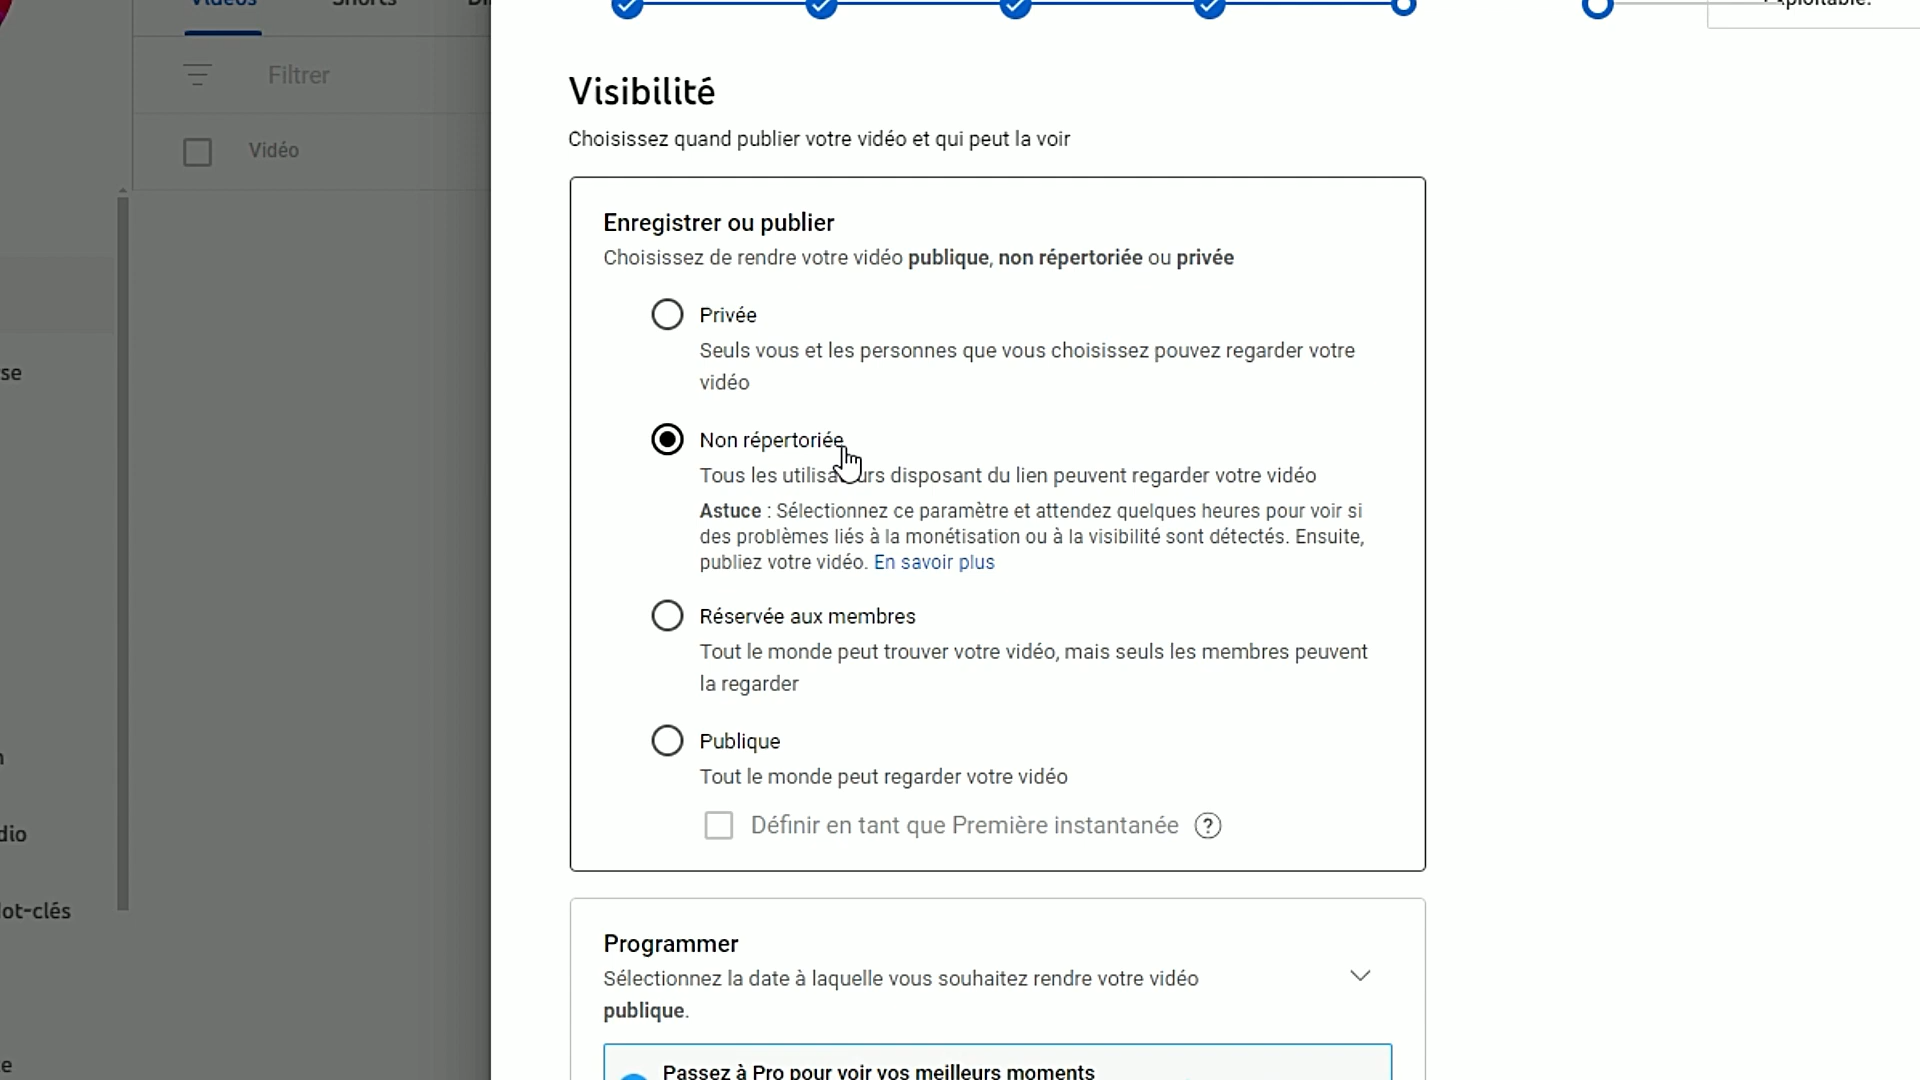 Vidéos
Shorts
Filtrer
Vidéo
Visibilité
Choisissez quand publier votre vidéo et qui peut la voir
Enregistrer ou publier
Choisissez de rendre votre vidéo publique, non répertoriée ou privée
Privée
Seuls vous et les personnes que vous choisissez pouvez regarder votre
vidéo
Non répertoriée
Tous les utilisateurs disposant du lien peuvent regarder votre vidéo
Astuce : Sélectionnez ce paramètre et attendez quelques heures pour voir si
des problèmes liés à la monétisation ou à la visibilité sont détectés. Ensuite,
publiez votre vidéo. En savoir plus
Réservée aux membres
Tout le monde peut trouver votre vidéo, mais seuls les membres peuvent
la regarder
Publique
Tout le monde peut regarder votre vidéo
Définir en tant que Première instantanée ?
Programmer
Sélectionnez la date à laquelle vous souhaitez rendre votre vidéo
publique.
Passez à Pro pour voir vos meilleurs moments
se
dio
ot-clés
e